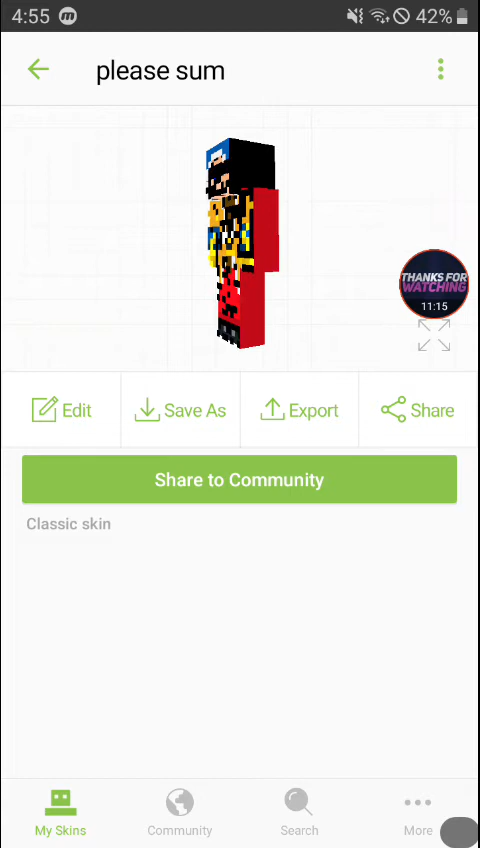 4:55
42%
please sum
THANKS FOR
WATCHING
11:15
Edit
Save As
Export
Share
Share to Community
Classic skin
My Skins
Community
Search
More